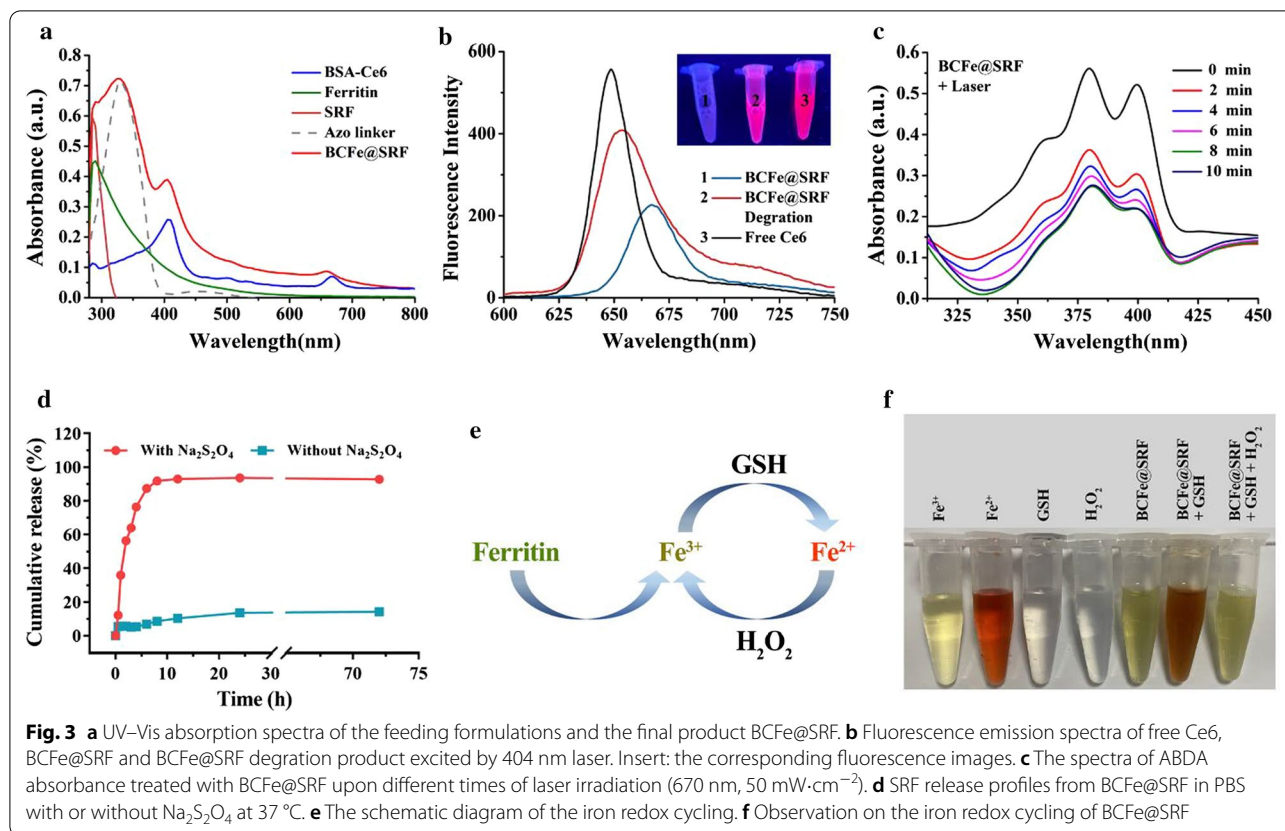 a
0.8
0.7
0.6
0.5
0.4
0.3
0.2
0.1
0.0
Absorbance (a.u.)
300 400 500 600 700 800
Wavelength(nm)
BSA-Ce6
Ferritin
SRF
Azo linker
BCFe@SRF
b
600
400
200
0
Fluorescence Intensity
600 625 650 675 700 725 750
Wavelength(nm)
1 2 3
1 BCFe@SRF
2 BCFe@SRF
Degration
3 Free Ce6
c
0.6
0.5
0.4
0.3
0.2
0.1
0.0
Absorbance (a.u.)
325 350 375 400 425 450
Wavelength(nm)
BCFe@SRF
+ Laser
0 min
2 min
4 min
6 min
8 min
10 min
d
120
100
80
60
40
20
0
Cumulative release (%)
0 10 20 30 70 75
Time (h)
With Na₂S₂O₄ Without Na₂S₂O₄
e
GSH
Ferritin Fe³⁺ Fe²⁺
H₂O₂
f
Fe³⁺
Fe²⁺
GSH
H₂O₂
BCFe@SRF
BCFe@SRF
+ GSH
BCFe@SRF
+ GSH + H₂O₂
Fig. 3 a UV–Vis absorption spectra of the feeding formulations and the final product BCFe@SRF. b Fluorescence emission spectra of free Ce6,
BCFe@SRF and BCFe@SRF degration product excited by 404 nm laser. Insert: the corresponding fluorescence images. c The spectra of ABDA
absorbance treated with BCFe@SRF upon different times of laser irradiation (670 nm, 50 mW·cm⁻²). d SRF release profiles from BCFe@SRF in PBS
with or without Na₂S₂O₄ at 37 °C. e The schematic diagram of the iron redox cycling. f Observation on the iron redox cycling of BCFe@SRF